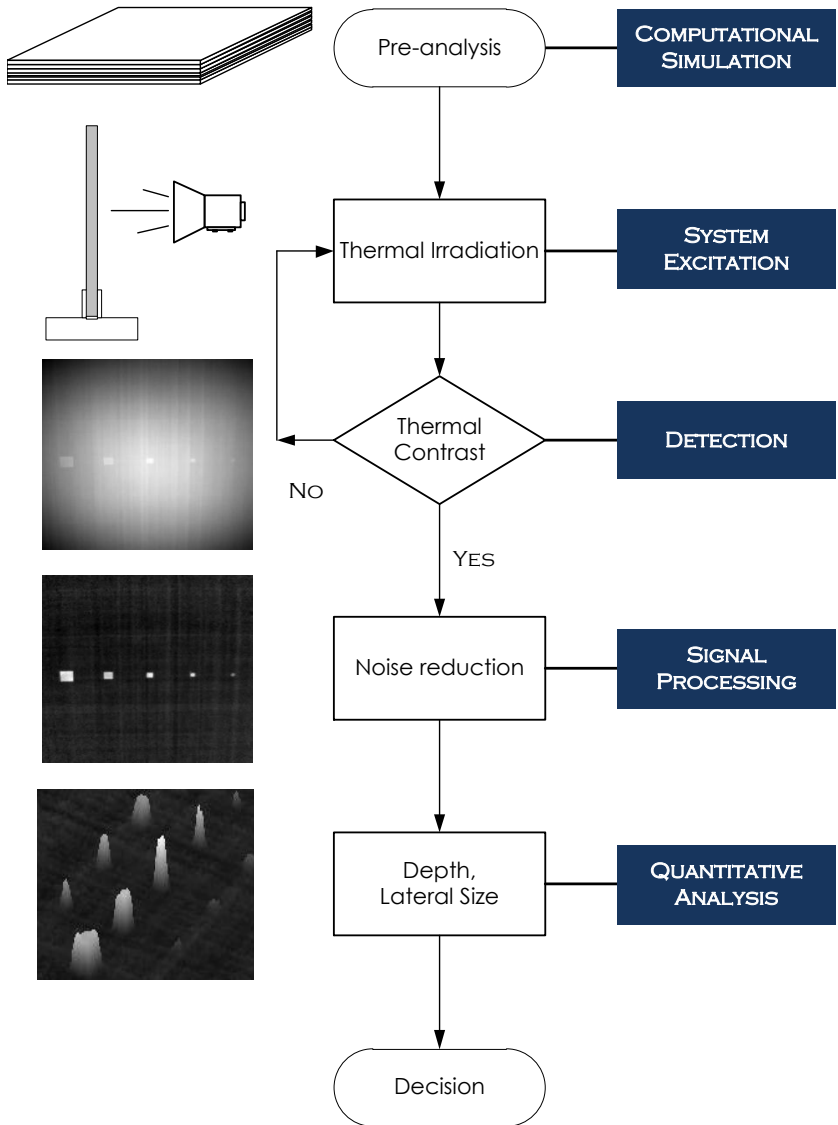 Pre-analysis
COMPUTATIONAL
SIMULATION
Thermal Irradiation
SYSTEM
EXCITATION
Thermal
Contrast
DETECTION
NO
YES
Noise reduction
SIGNAL
PROCESSING
Depth,
Lateral Size
QUANTITATIVE
ANALYSIS
Decision